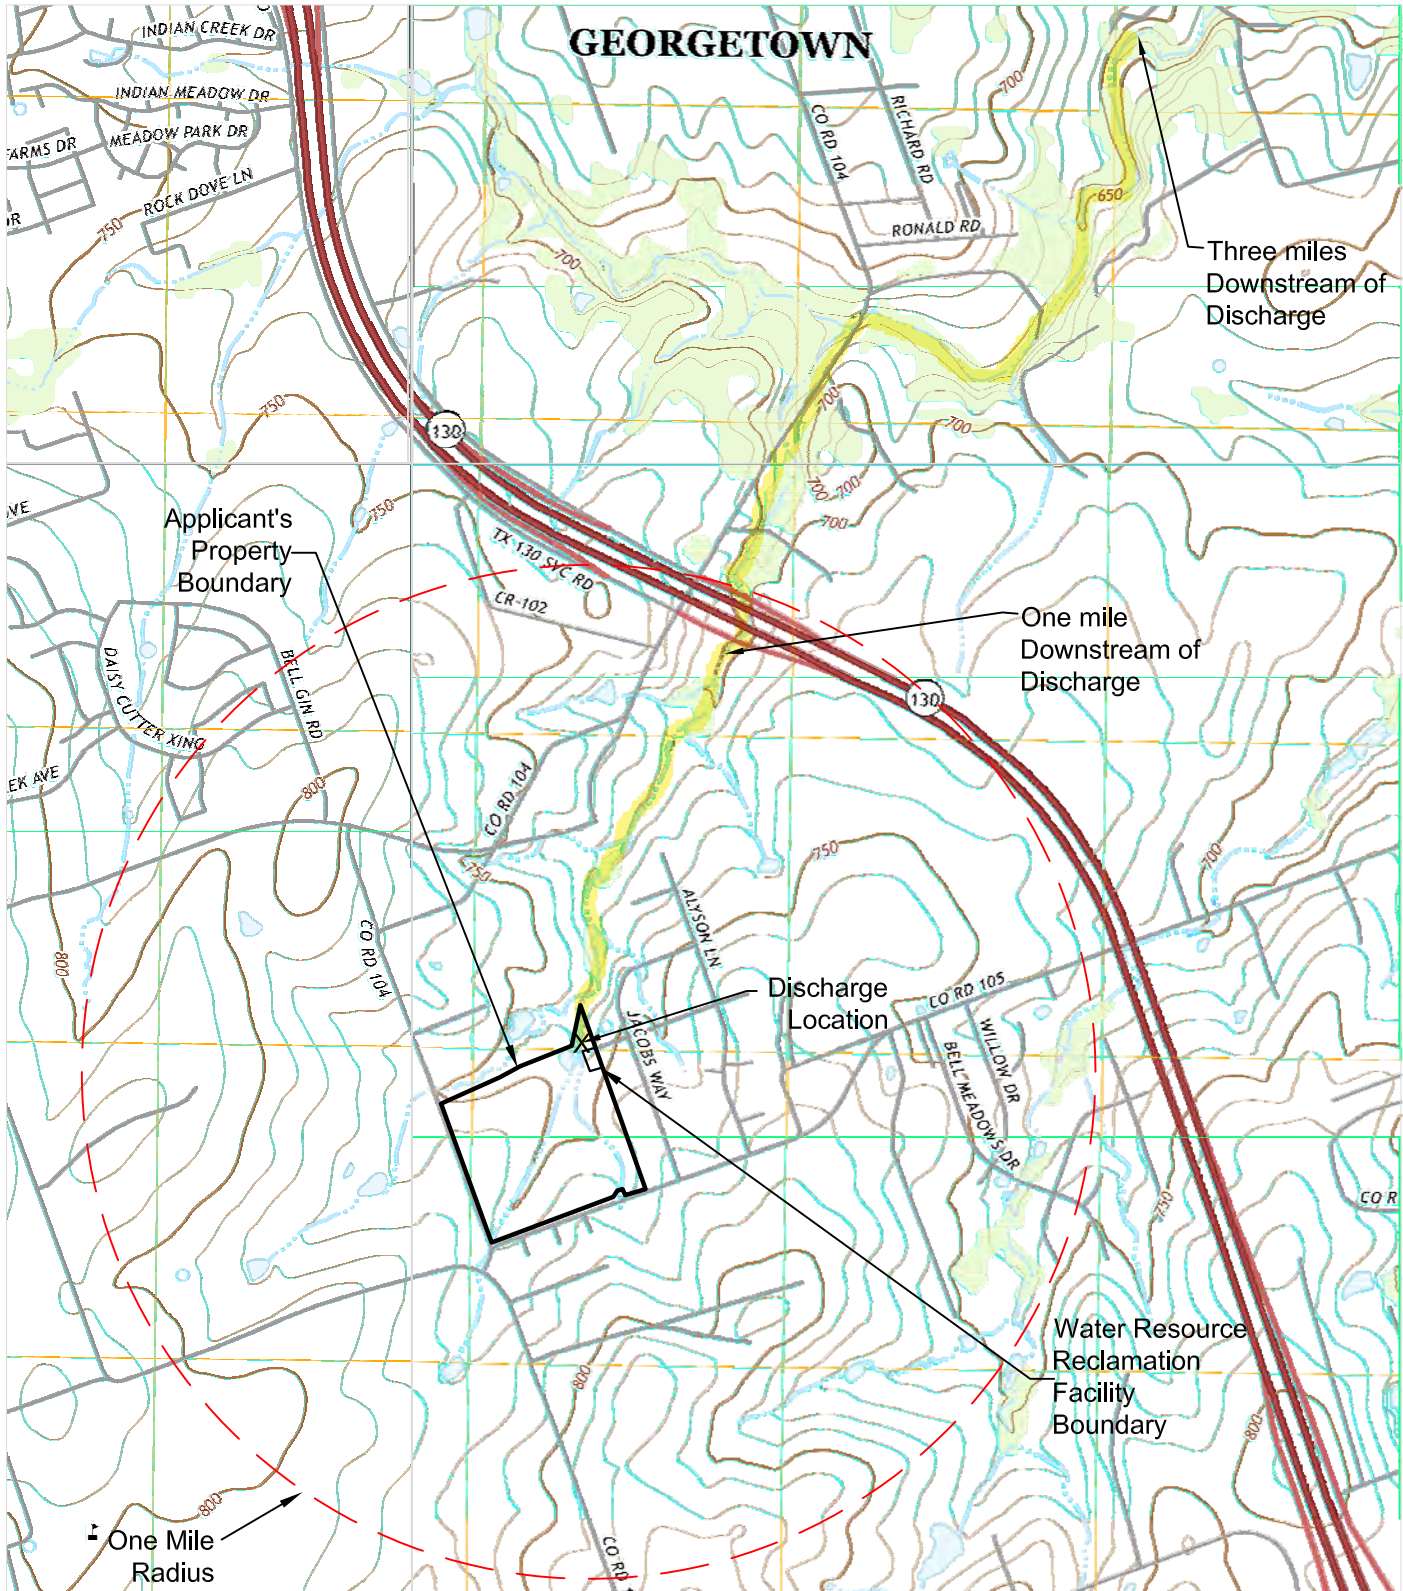 GEORGETOWN
INDIAN CREEK DR
INDIAN MEADOW DR
MEADOW PARK DR
FARMS DR
ROCK DOVE LN
DR
750
CO RD 104
RICHARD RD
700
RONALD RD
650
700
Three miles
Downstream of
Discharge
750
130
700
700
700
700
700
750
VE
Applicant's
Property
Boundary
TX-130 SVC RD
CR-102
One mile
Downstream of
Discharge
130
DAISY CUTTER XING
BELL GIN RD
EK AVE
800
CO RD 104
750
750
700
ALYSON LN
CO RD 104
800
Discharge
Location
CO RD 105
JACOBS WAY
WILLOW DR
BELL MEADOWS DR
750
CO R
Water Resource
Reclamation
Facility
Boundary
800
800
800
One Mile
Radius
CO RD